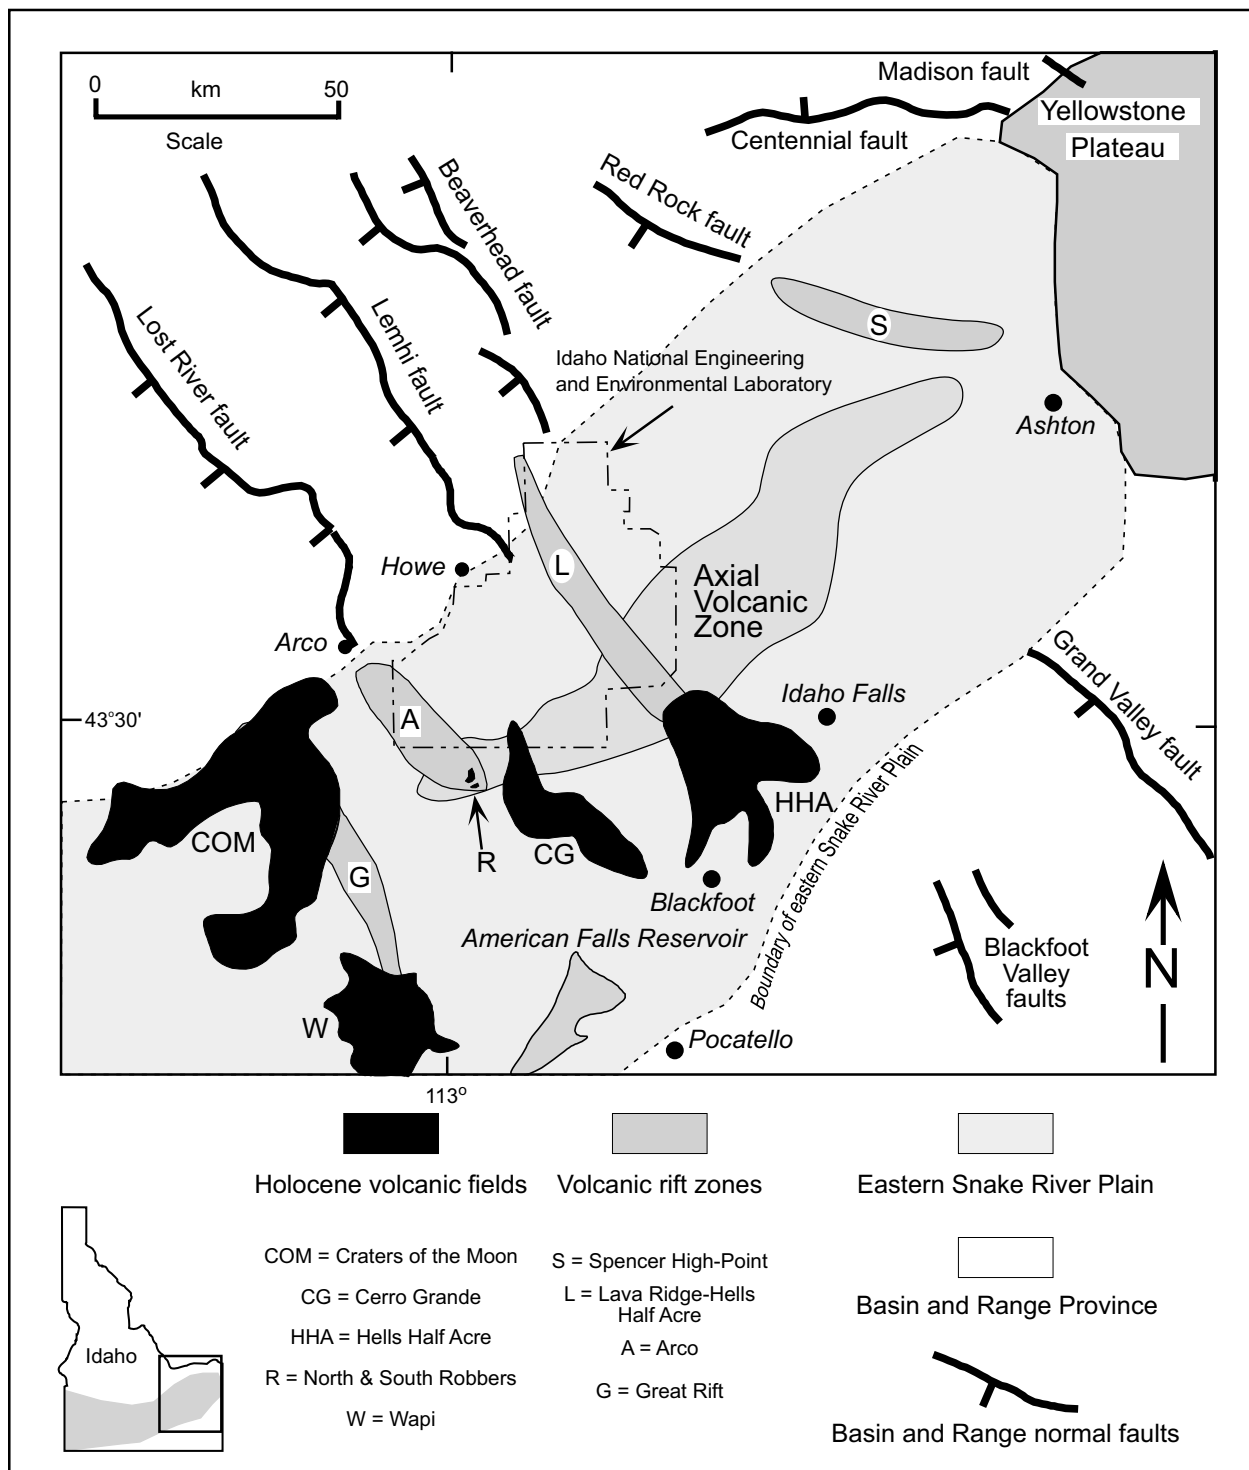 0 km 50
Scale
Madison fault
Yellowstone
Plateau
Centennial fault
Red Rock fault
Beaverhead fault
Lemhi fault
Lost River fault
S
Idaho National Engineering
and Environmental Laboratory
Ashton
Howe
L
Axial
Volcanic
Zone
Arco
Grand Valley fault
Idaho Falls
43°30'
A
Boundary of eastern Snake River Plain
HHA
COM
R
CG
G
Blackfoot
American Falls Reservoir
Blackfoot
Valley
faults
N
W
Pocatello
113°
Holocene volcanic fields
COM = Craters of the Moon
CG = Cerro Grande
HHA = Hells Half Acre
R = North & South Robbers
W = Wapi
Volcanic rift zones
S = Spencer High-Point
L = Lava Ridge-Hells
Half Acre
A = Arco
G = Great Rift
Eastern Snake River Plain
Basin and Range Province
Basin and Range normal faults
Idaho